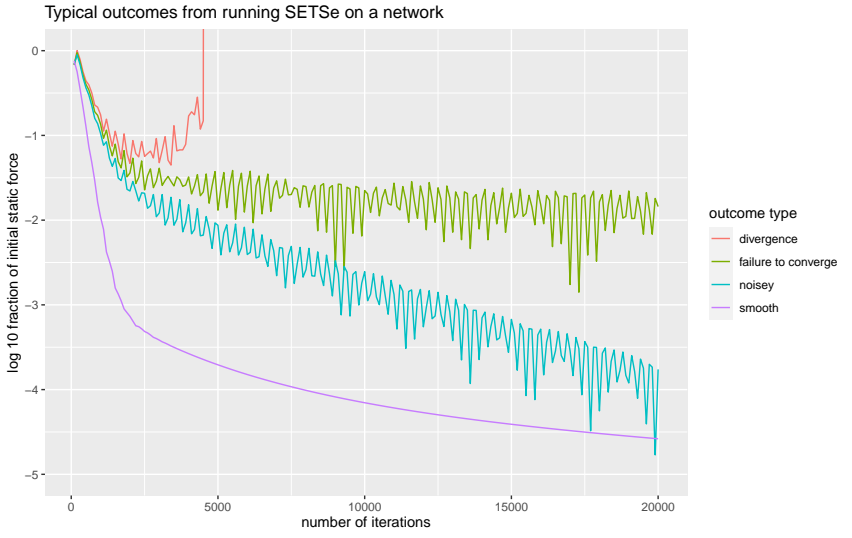 Typical outcomes from running SETSe on a network
log 10 fraction of initial static force
0
−1
−2
−3
−4
−5
0
5000
10000
15000
20000
number of iterations
outcome type
divergence
failure to converge
noisey
smooth